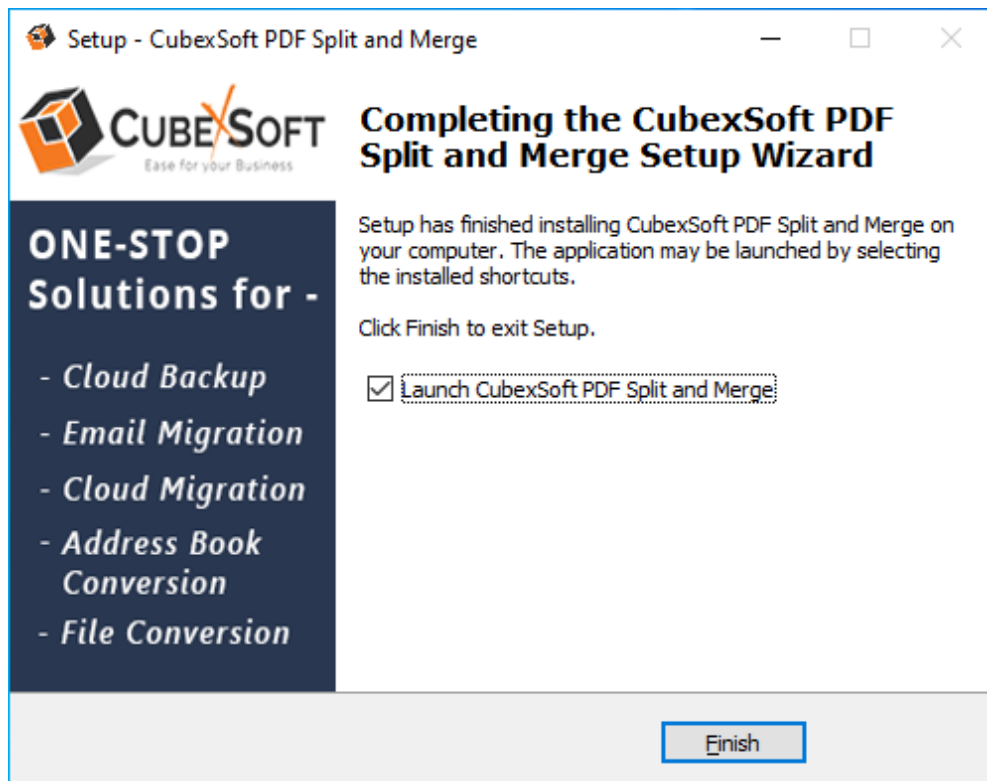 Setup - CubexSoft PDF Split and Merge
CUBEXSOFT
Ease for your Business
Completing the CubexSoft PDF
Split and Merge Setup Wizard
Setup has finished installing CubexSoft PDF Split and Merge on
your computer. The application may be launched by selecting
the installed shortcuts.
Click Finish to exit Setup.
Launch CubexSoft PDF Split and Merge
ONE-STOP
Solutions for -
- Cloud Backup
- Email Migration
- Cloud Migration
- Address Book
Conversion
- File Conversion
Finish